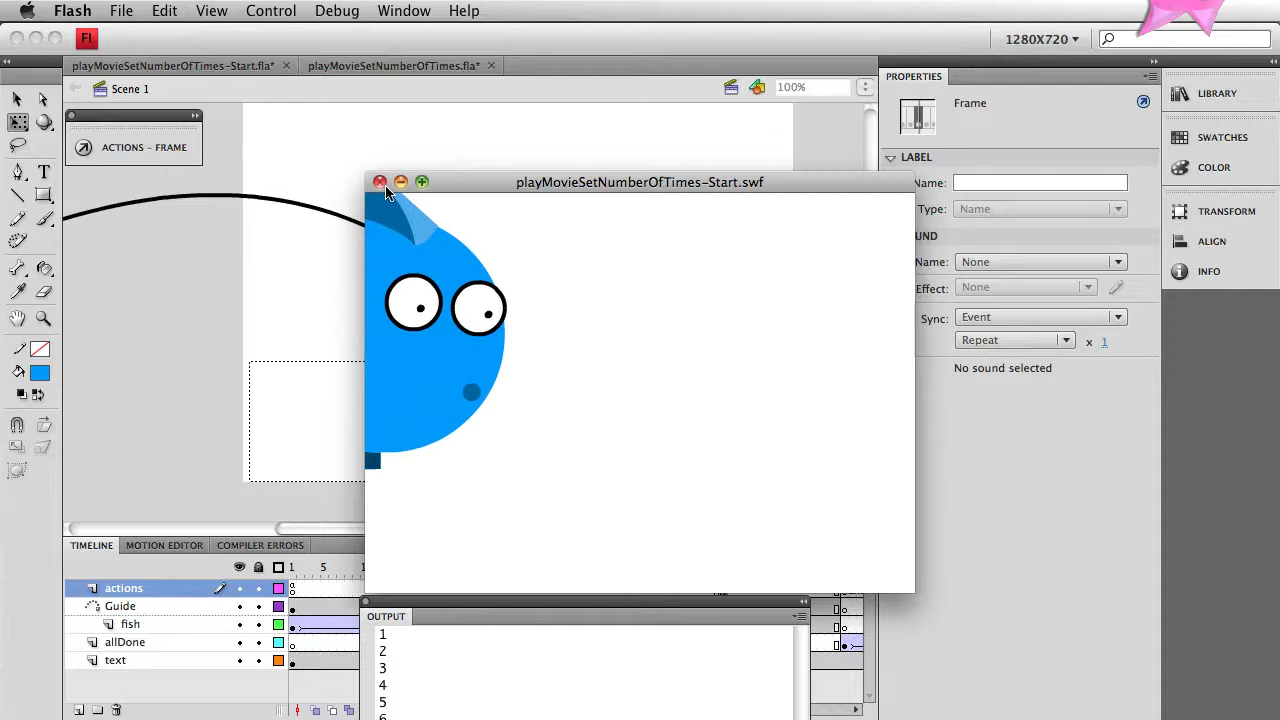 Flash File Edit View Control Debug Window Help
Fl 1280X720
playMovieSetNumberOfTimes-Start.fla* × playMovieSetNumberOfTimes.fla* ×
Scene 1 100%
ACTIONS – FRAME
playMovieSetNumberOfTimes-Start.swf
PROPERTIES
Frame
LABEL
Name:
Type: Name
UND
Name: None
Effect: None
Sync: Event
Repeat x 1
No sound selected
LIBRARY
SWATCHES
COLOR
TRANSFORM
ALIGN
INFO
TIMELINE MOTION EDITOR COMPILER ERRORS
1 5 1
actions
Guide
fish
allDone
text
OUTPUT
1
2
3
4
5